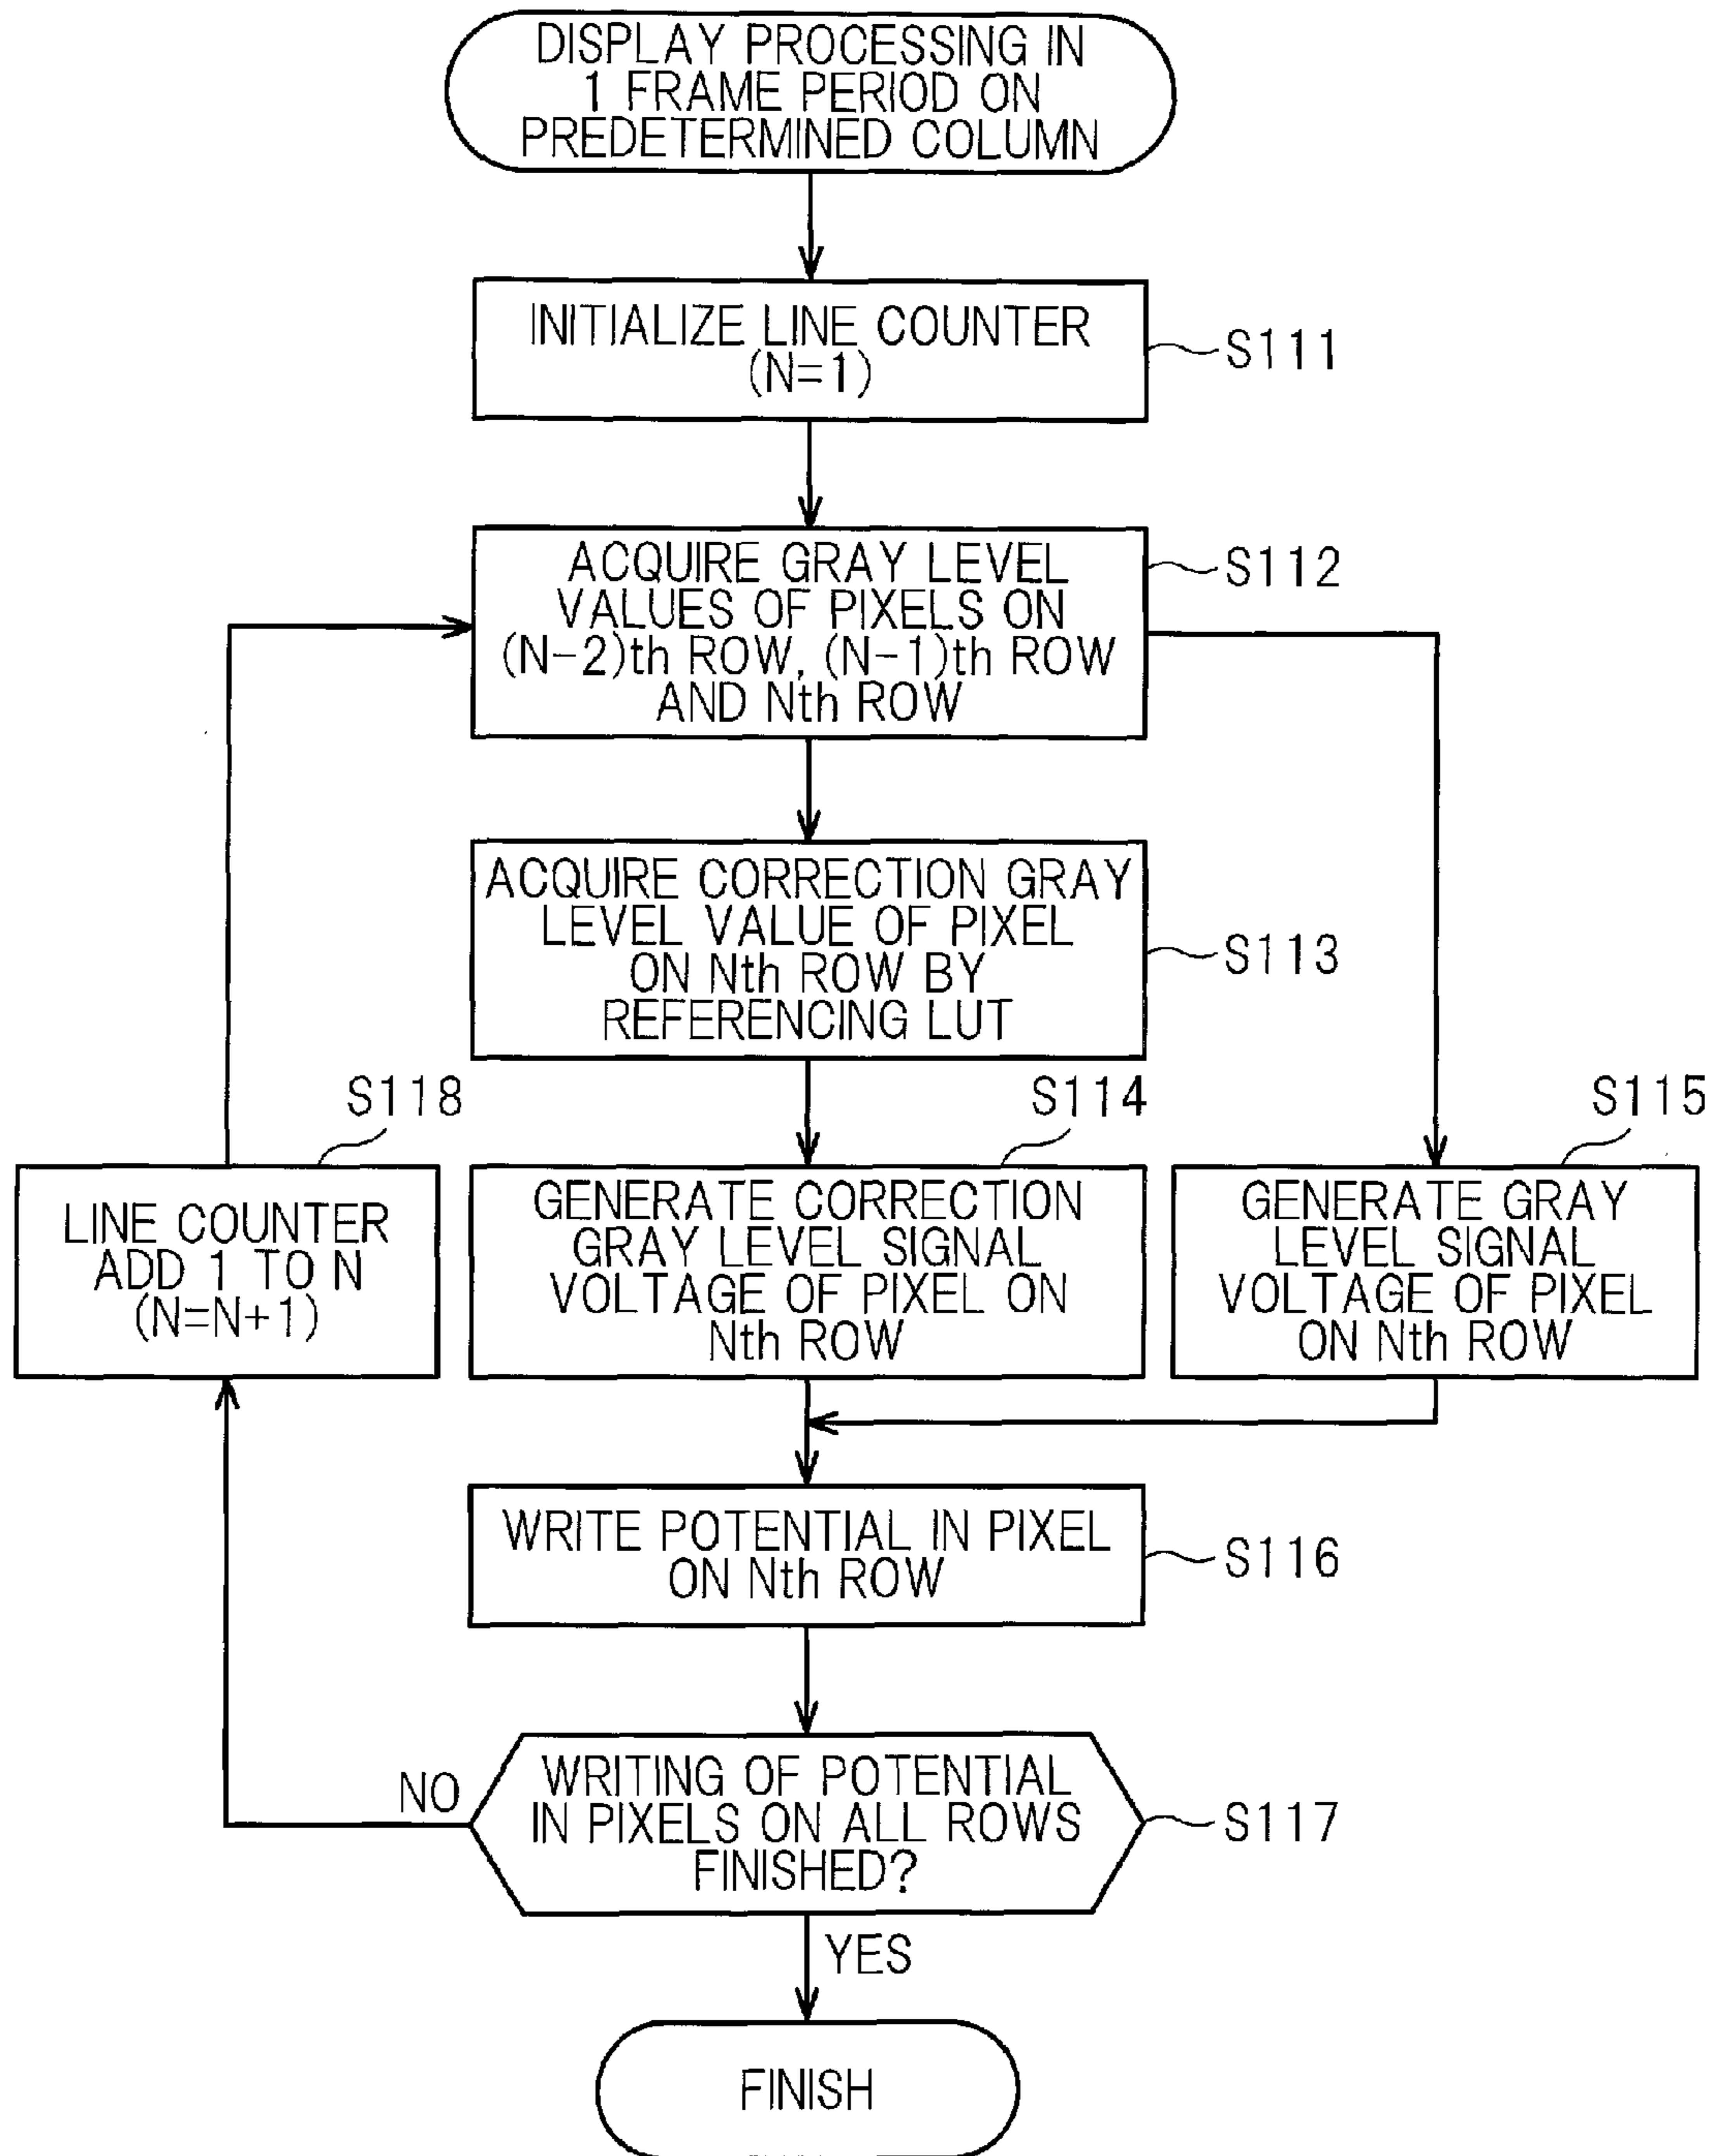 DISPLAY PROCESSING IN
1 FRAME PERIOD ON
PREDETERMINED COLUMN
INITIALIZE LINE COUNTER
(N=1)
S111
ACQUIRE GRAY LEVEL
VALUES OF PIXELS ON
(N-2)th ROW, (N-1)th ROW
AND Nth ROW
S112
ACQUIRE CORRECTION GRAY
LEVEL VALUE OF PIXEL
ON Nth ROW BY
REFERENCING LUT
S113
S118
LINE COUNTER
ADD 1 TO N
(N=N+1)
S114
GENERATE CORRECTION
GRAY LEVEL SIGNAL
VOLTAGE OF PIXEL ON
Nth ROW
S115
GENERATE GRAY
LEVEL SIGNAL
VOLTAGE OF PIXEL
ON Nth ROW
WRITE POTENTIAL IN PIXEL
ON Nth ROW
S116
NO
WRITING OF POTENTIAL
IN PIXELS ON ALL ROWS
FINISHED?
S117
YES
FINISH